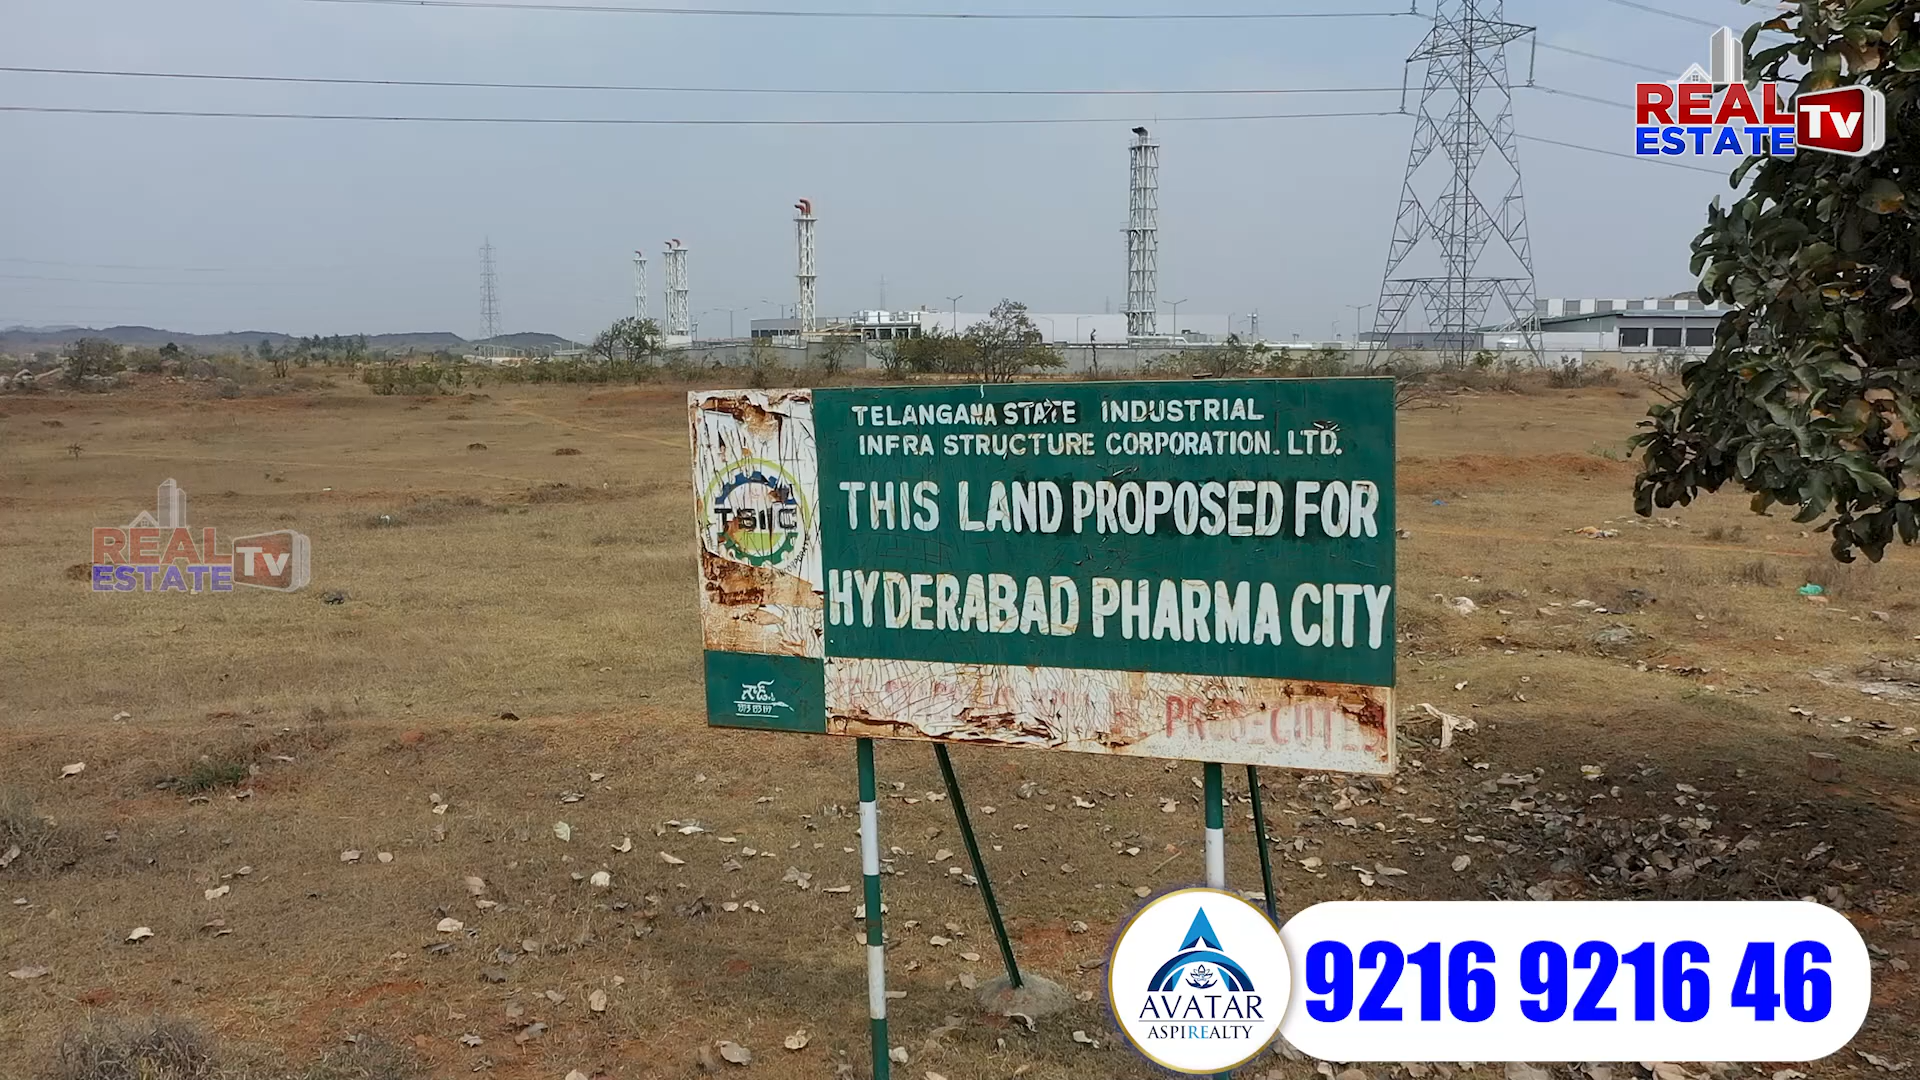 REAL
ESTATE Tv
TELANGANA STATE INDUSTRIAL
INFRA STRUCTURE CORPORATION. LTD.
THIS LAND PROPOSED FOR
HYDERABAD PHARMA CITY
TSIIC
REAL
ESTATE Tv
AVATAR
ASPIREALTY
9216 9216 46